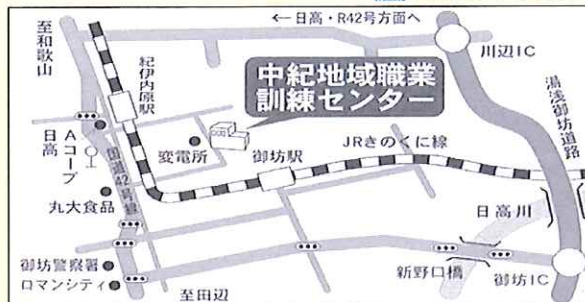 ←日高・R42号方面へ
至和歌山
紀伊内原駅
川辺IC
中紀地域職業
訓練センター
湯浅御坊道路
Aコープ
日高
変電所
御坊駅
JRきのくに線
国道42号線
丸大食品
日高川
御坊警察署
ロマンシティ
至田辺
新野口橋
御坊IC